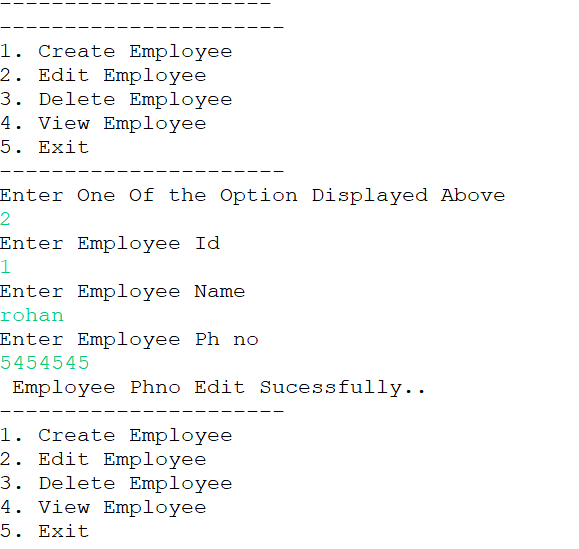 ---------------------
----------------------
1. Create Employee
2. Edit Employee
3. Delete Employee
4. View Employee
5. Exit
----------------------
Enter One Of the Option Displayed Above
2
Enter Employee Id
1
Enter Employee Name
rohan
Enter Employee Ph no
5454545
 Employee Phno Edit Sucessfully..
----------------------
1. Create Employee
2. Edit Employee
3. Delete Employee
4. View Employee
5. Exit